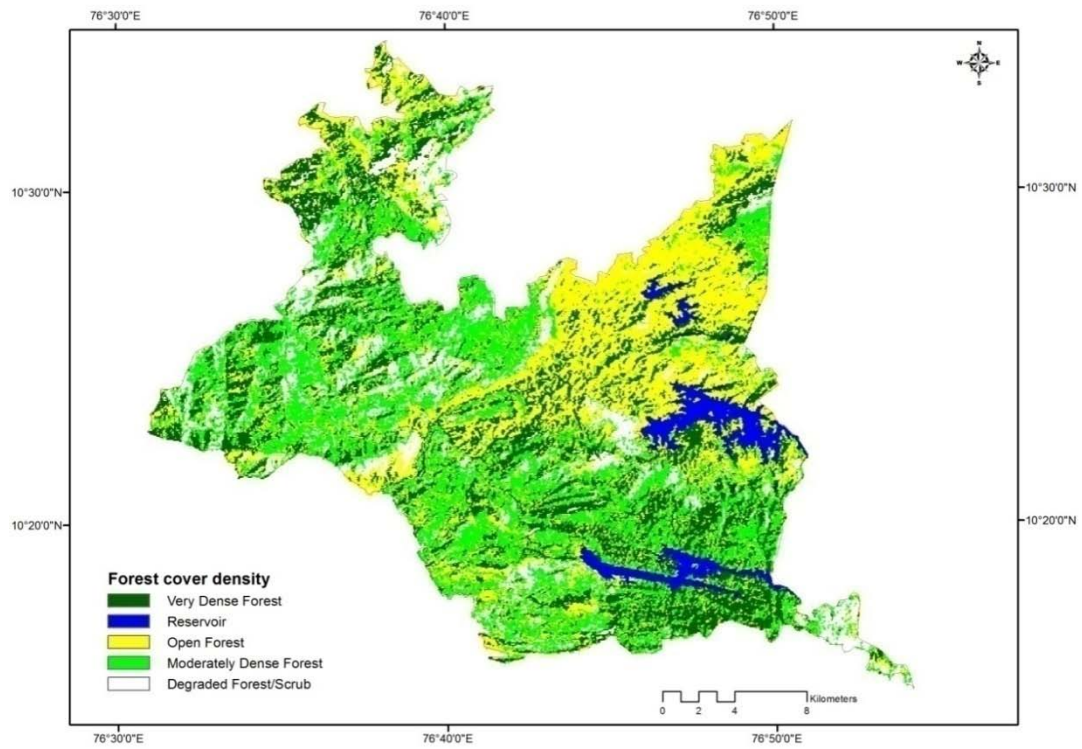 76°30'0"E 76°40'0"E 76°50'0"E
N
W E
S
10°30'0"N 10°30'0"N
10°20'0"N 10°20'0"N
Forest cover density
Very Dense Forest
Reservoir
Open Forest
Moderately Dense Forest
Degraded Forest/Scrub
Kilometers
0 2 4 8
76°30'0"E 76°40'0"E 76°50'0"E